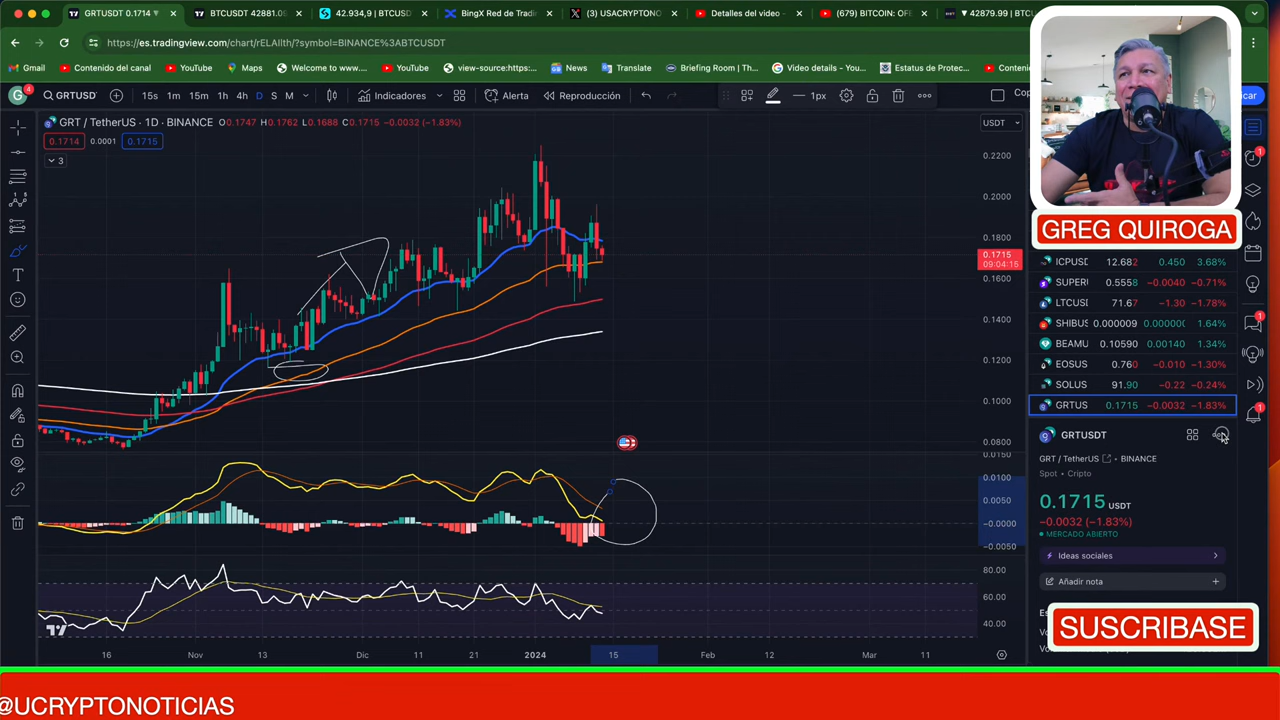 GRTUSDT 0.1714
BTCUSDT 42881.0
42.934,9 | BTCUSD
BingX Red de Tradi
(3) USACRYPTONO
Detalles del video -
(679) BITCOIN: OF
▼ 42879.99 | BTCU
https://es.tradingview.com/chart/rELAIlth/?symbol=BINANCE%3ABTCUSDT
Gmail
Contenido del canal
YouTube
Maps
Welcome to www....
YouTube
view-source:https:...
News
Translate
Briefing Room | Th...
Video details - You...
Estatus de Protec...
G 4
GRTUSD
15s 1m 15m 1h 4h D S M
Indicadores
Alerta
Reproducción
1px
GRT / TetherUS · 1D · BINANCE O0.1747 H0.1762 L0.1688 C0.1715 −0.0032 (−1.83%)
USDT
0.1714 0.0001 0.1715
3
0.2200
0.2000
0.1800
0.1715
09:04:15
0.1600
0.1400
0.1200
0.1000
0.0800
0.0150
0.0100
0.0050
−0.0000
−0.0050
80.00
60.00
40.00
16 Nov 13 Dic 11 21 2024 15 Feb 12 Mar 11
GREG QUIROGA
ICPUSD 12.682 0.450 3.68%
SUPER 0.5558 −0.0040 −0.71%
LTCUSD 71.67 −1.30 −1.78%
SHIBUS 0.000009 0.00000 1.64%
BEAMU 0.10590 0.00140 1.34%
EOSUS 0.760 −0.010 −1.30%
SOLUS 91.90 −0.22 −0.24%
GRTUS 0.1715 −0.0032 −1.83%
GRTUSDT
GRT / TetherUS • BINANCE
Spot • Cripto
0.1715 USDT
−0.0032 (−1.83%)
MERCADO ABIERTO
Ideas sociales
Añadir nota
SUSCRIBASE
@UCRYPTONOTICIAS